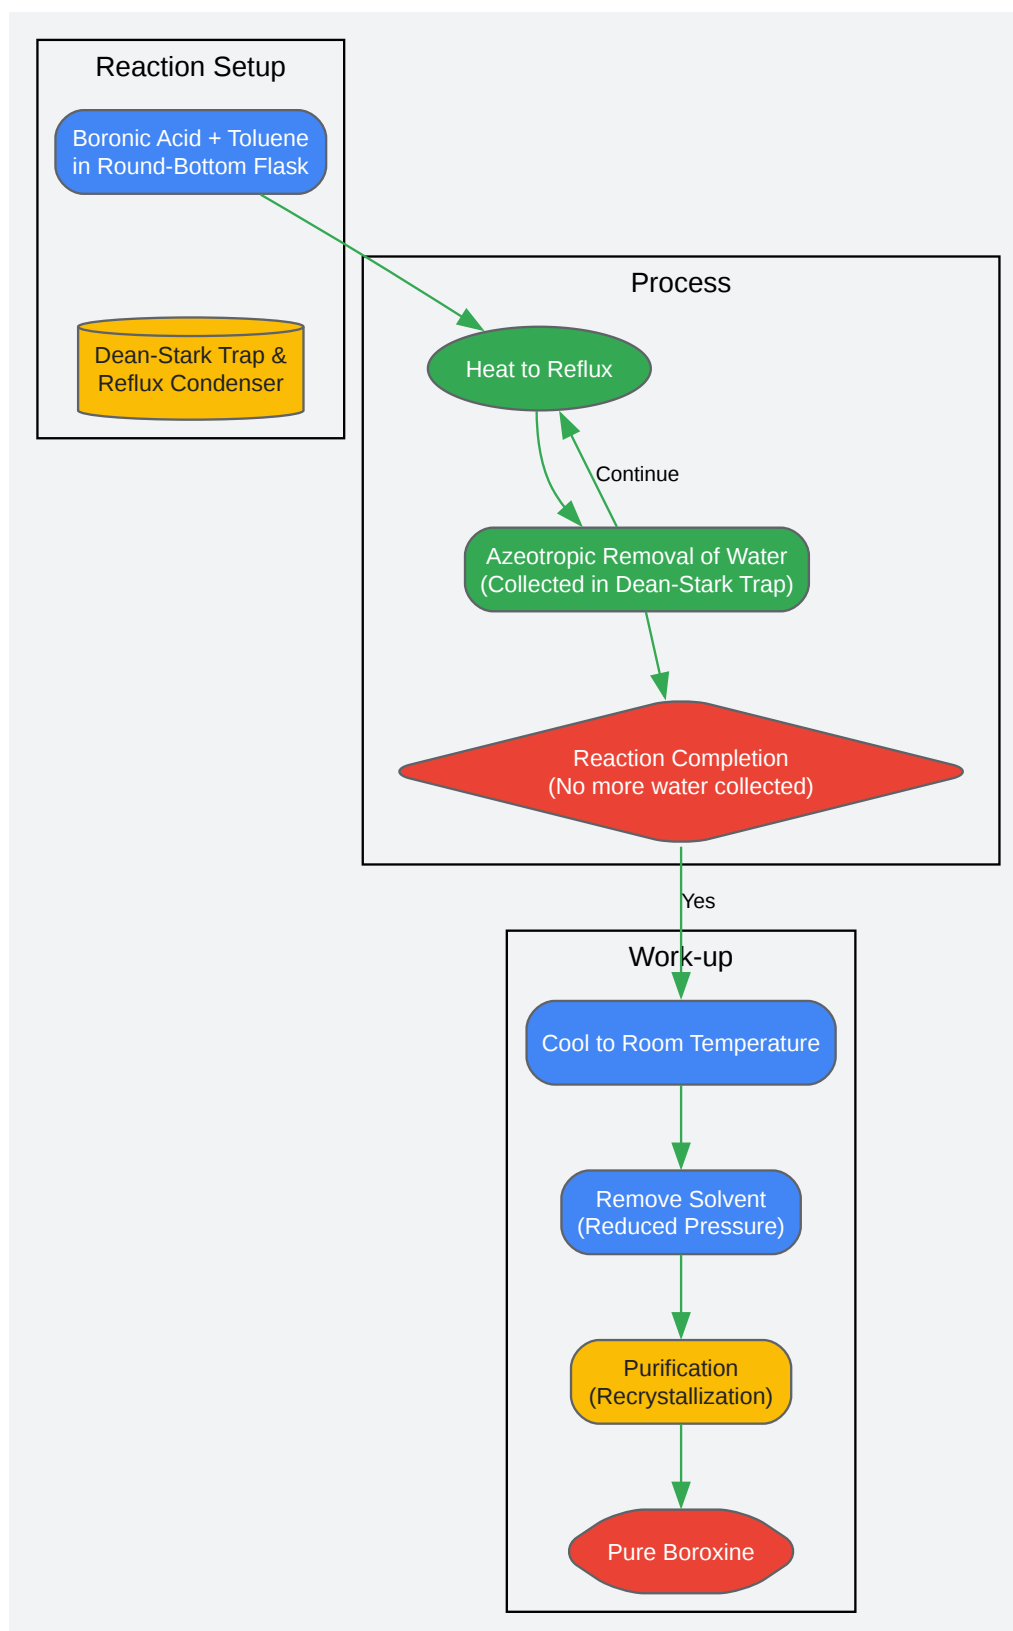 Reaction Setup
Boronic Acid + Toluene
in Round-Bottom Flask
Dean-Stark Trap &
Reflux Condenser
Process
Heat to Reflux
Continue
Azeotropic Removal of Water
(Collected in Dean-Stark Trap)
Reaction Completion
(No more water collected)
Yes
Work-up
Cool to Room Temperature
Remove Solvent
(Reduced Pressure)
Purification
(Recrystallization)
Pure Boroxine